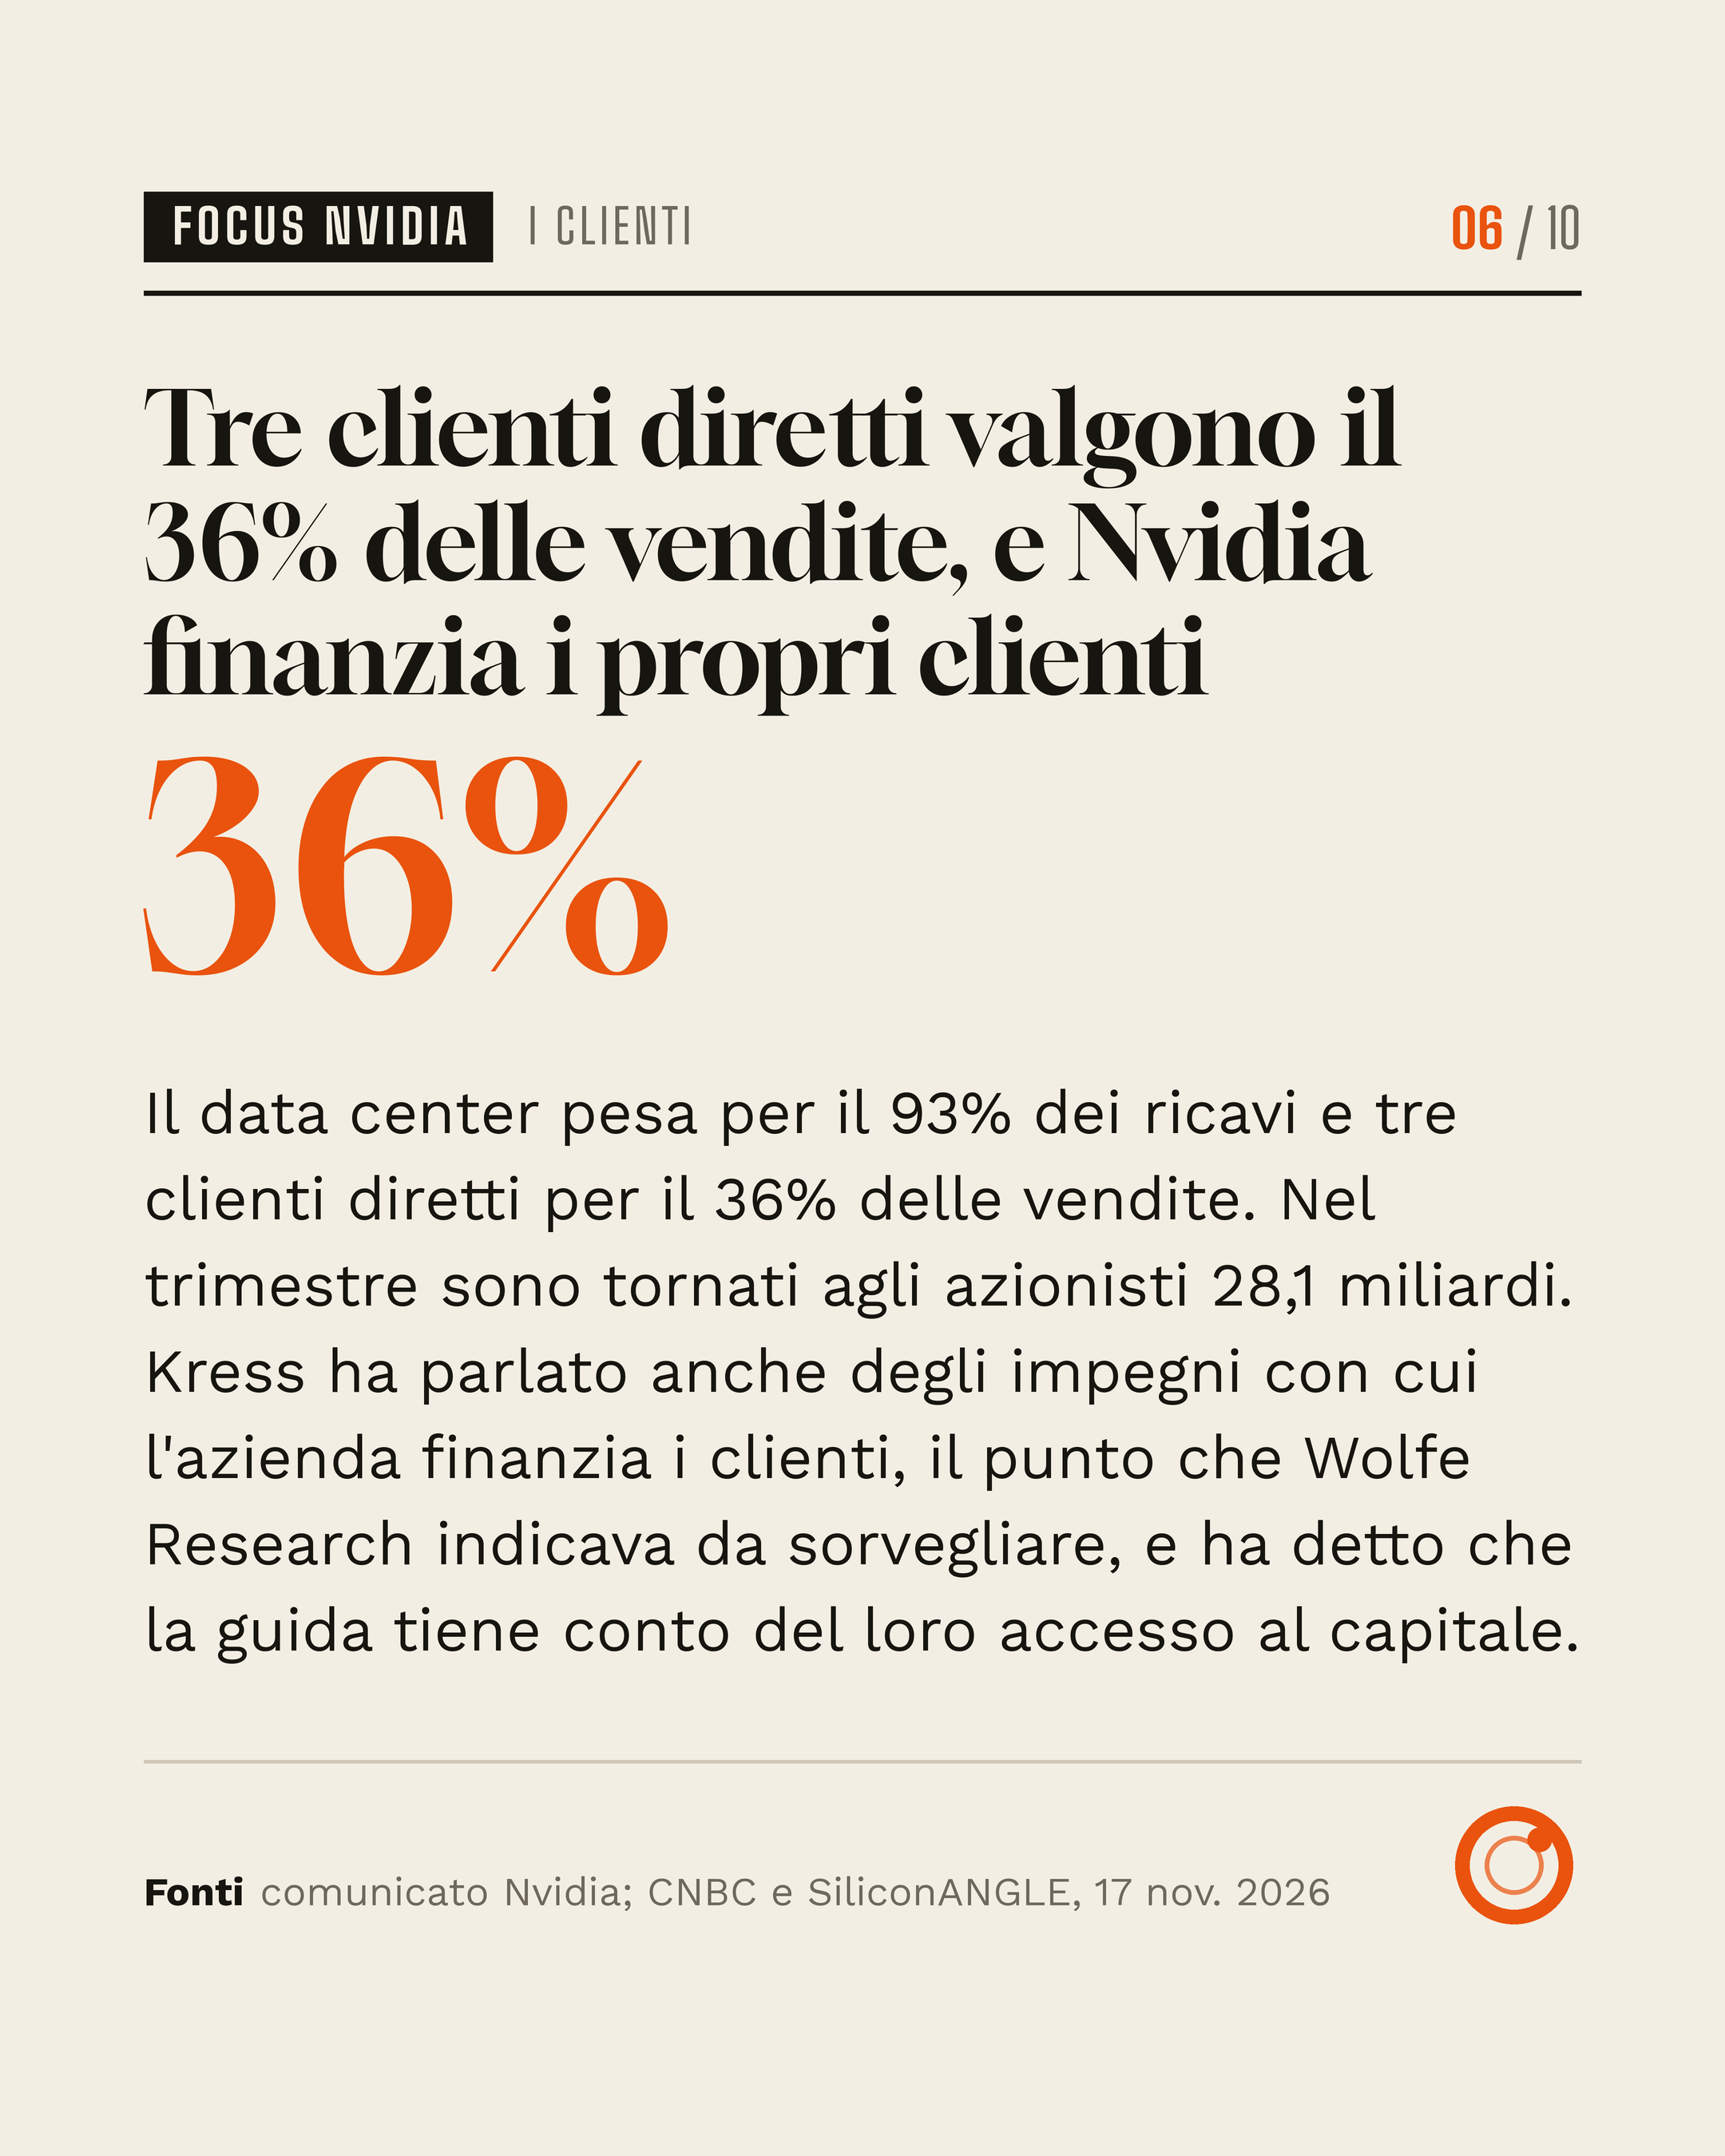 FOCUS NVIDIA I CLIENTI 06 / 10
Tre clienti diretti valgono il
36% delle vendite, e Nvidia
finanzia i propri clienti
36%
Il data center pesa per il 93% dei ricavi e tre
clienti diretti per il 36% delle vendite. Nel
trimestre sono tornati agli azionisti 28,1 miliardi.
Kress ha parlato anche degli impegni con cui
l'azienda finanzia i clienti, il punto che Wolfe
Research indicava da sorvegliare, e ha detto che
la guida tiene conto del loro accesso al capitale.
Fonti comunicato Nvidia; CNBC e SiliconANGLE, 17 nov. 2026